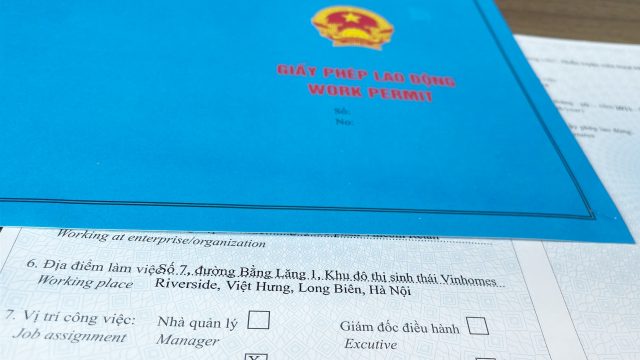 GIẤY PHÉP LAO ĐỘNG
WORK PERMIT
Số:
No:
Working at enterprise/organization
6. Địa điểm làm việc Số 7, đường Bằng Lăng 1, Khu đô thị sinh thái Vinhomes
Working place Riverside, Việt Hưng, Long Biên, Hà Nội
7. Vị trí công việc: Nhà quản lý Giám đốc điều hành
Job assignment Manager Excutive